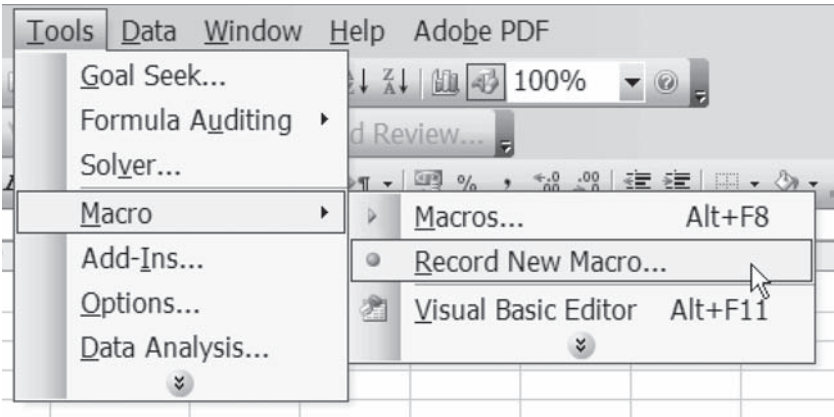 Tools Data Window Help Adobe PDF
Goal Seek...
100%
Formula Auditing
d Review...
Solver...
Macro
Macros... Alt+F8
Add-Ins...
Record New Macro...
Options...
Visual Basic Editor Alt+F11
Data Analysis...